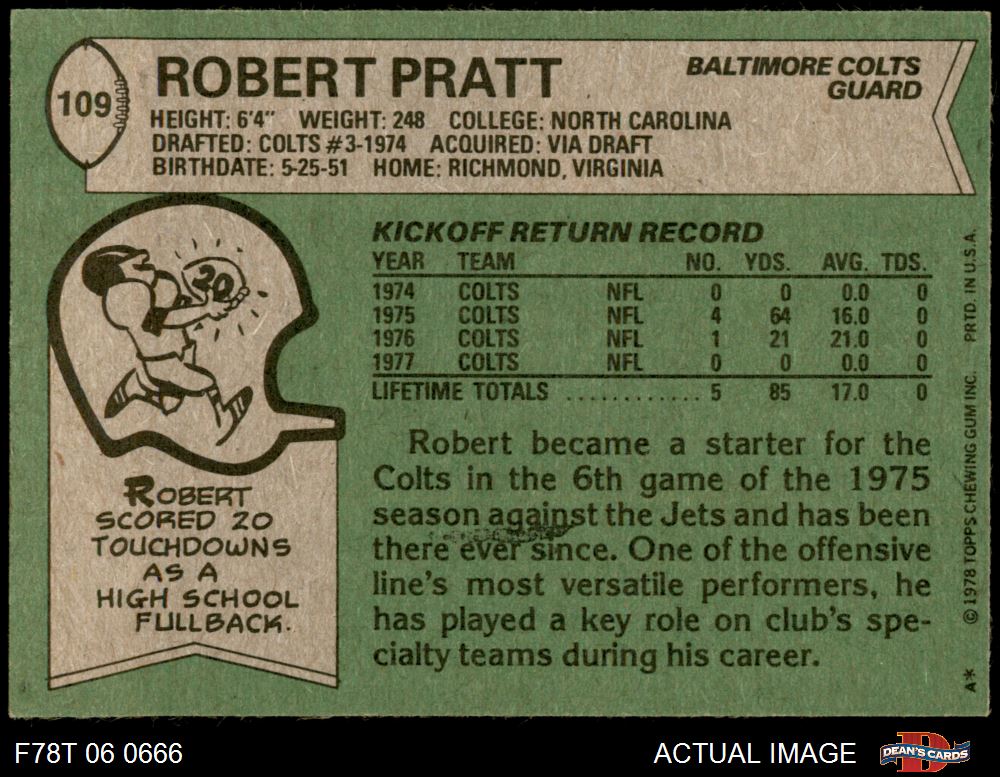 109
ROBERT PRATT
BALTIMORE COLTS
GUARD
HEIGHT: 6'4" WEIGHT: 248 COLLEGE: NORTH CAROLINA
DRAFTED: COLTS #3-1974 ACQUIRED: VIA DRAFT
BIRTHDATE: 5-25-51 HOME: RICHMOND, VIRGINIA
20
ROBERT
SCORED 20
TOUCHDOWNS
AS A
HIGH SCHOOL
FULLBACK.
KICKOFF RETURN RECORD
YEAR TEAM NO. YDS. AVG. TDS.
1974 COLTS NFL 0 0 0.0 0
1975 COLTS NFL 4 64 16.0 0
1976 COLTS NFL 1 21 21.0 0
1977 COLTS NFL 0 0 0.0 0
LIFETIME TOTALS ............ 5 85 17.0 0
Robert became a starter for the
Colts in the 6th game of the 1975
season against the Jets and has been
there ever since. One of the offensive
line's most versatile performers, he
has played a key role on club's spe-
cialty teams during his career.
A* © 1978 TOPPS CHEWING GUM INC. PRTD. IN U.S.A.
F78T 06 0666
ACTUAL IMAGE
D
DEAN'S CARDS